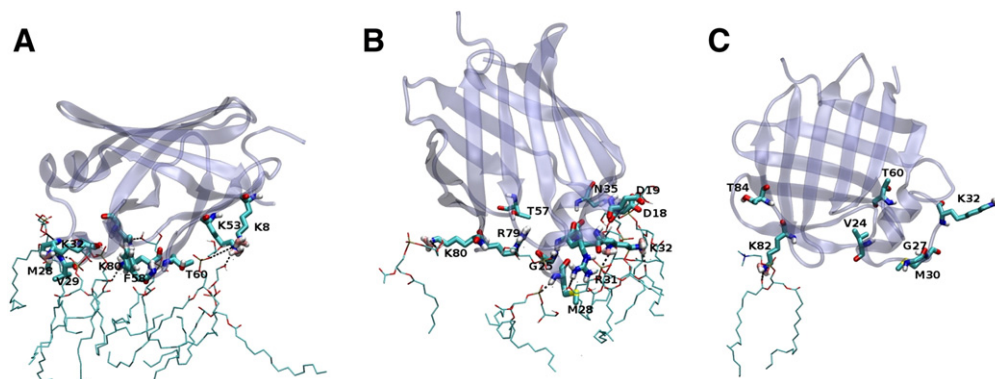 A
K53
K8
K32
M28
V29
K80
F58
T60
B
N35
D19
D18
T57
R79
K80
K32
G25
R31
M28
C
T84
T60
K32
V24
K82
G27
M30